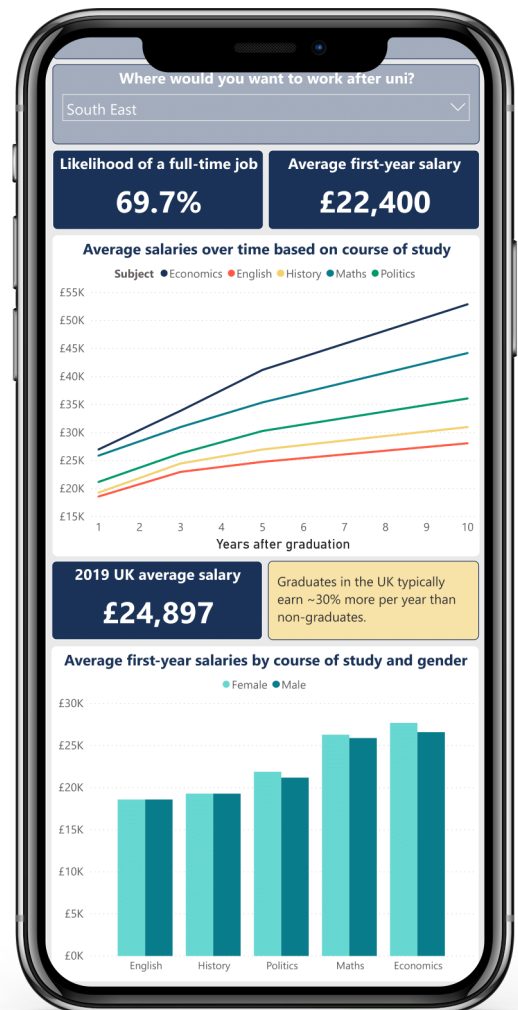 Where would you want to work after uni?
South East
Likelihood of a full-time job
69.7%
Average first-year salary
£22,400
Average salaries over time based on course of study
Subject Economics English History Maths Politics
£55K
£50K
£45K
£40K
£35K
£30K
£25K
£20K
£15K
1 2 3 4 5 6 7 8 9 10
Years after graduation
2019 UK average salary
£24,897
Graduates in the UK typically
earn ~30% more per year than
non-graduates.
Average first-year salaries by course of study and gender
Female Male
£30K
£25K
£20K
£15K
£10K
£5K
£0K
English History Politics Maths Economics